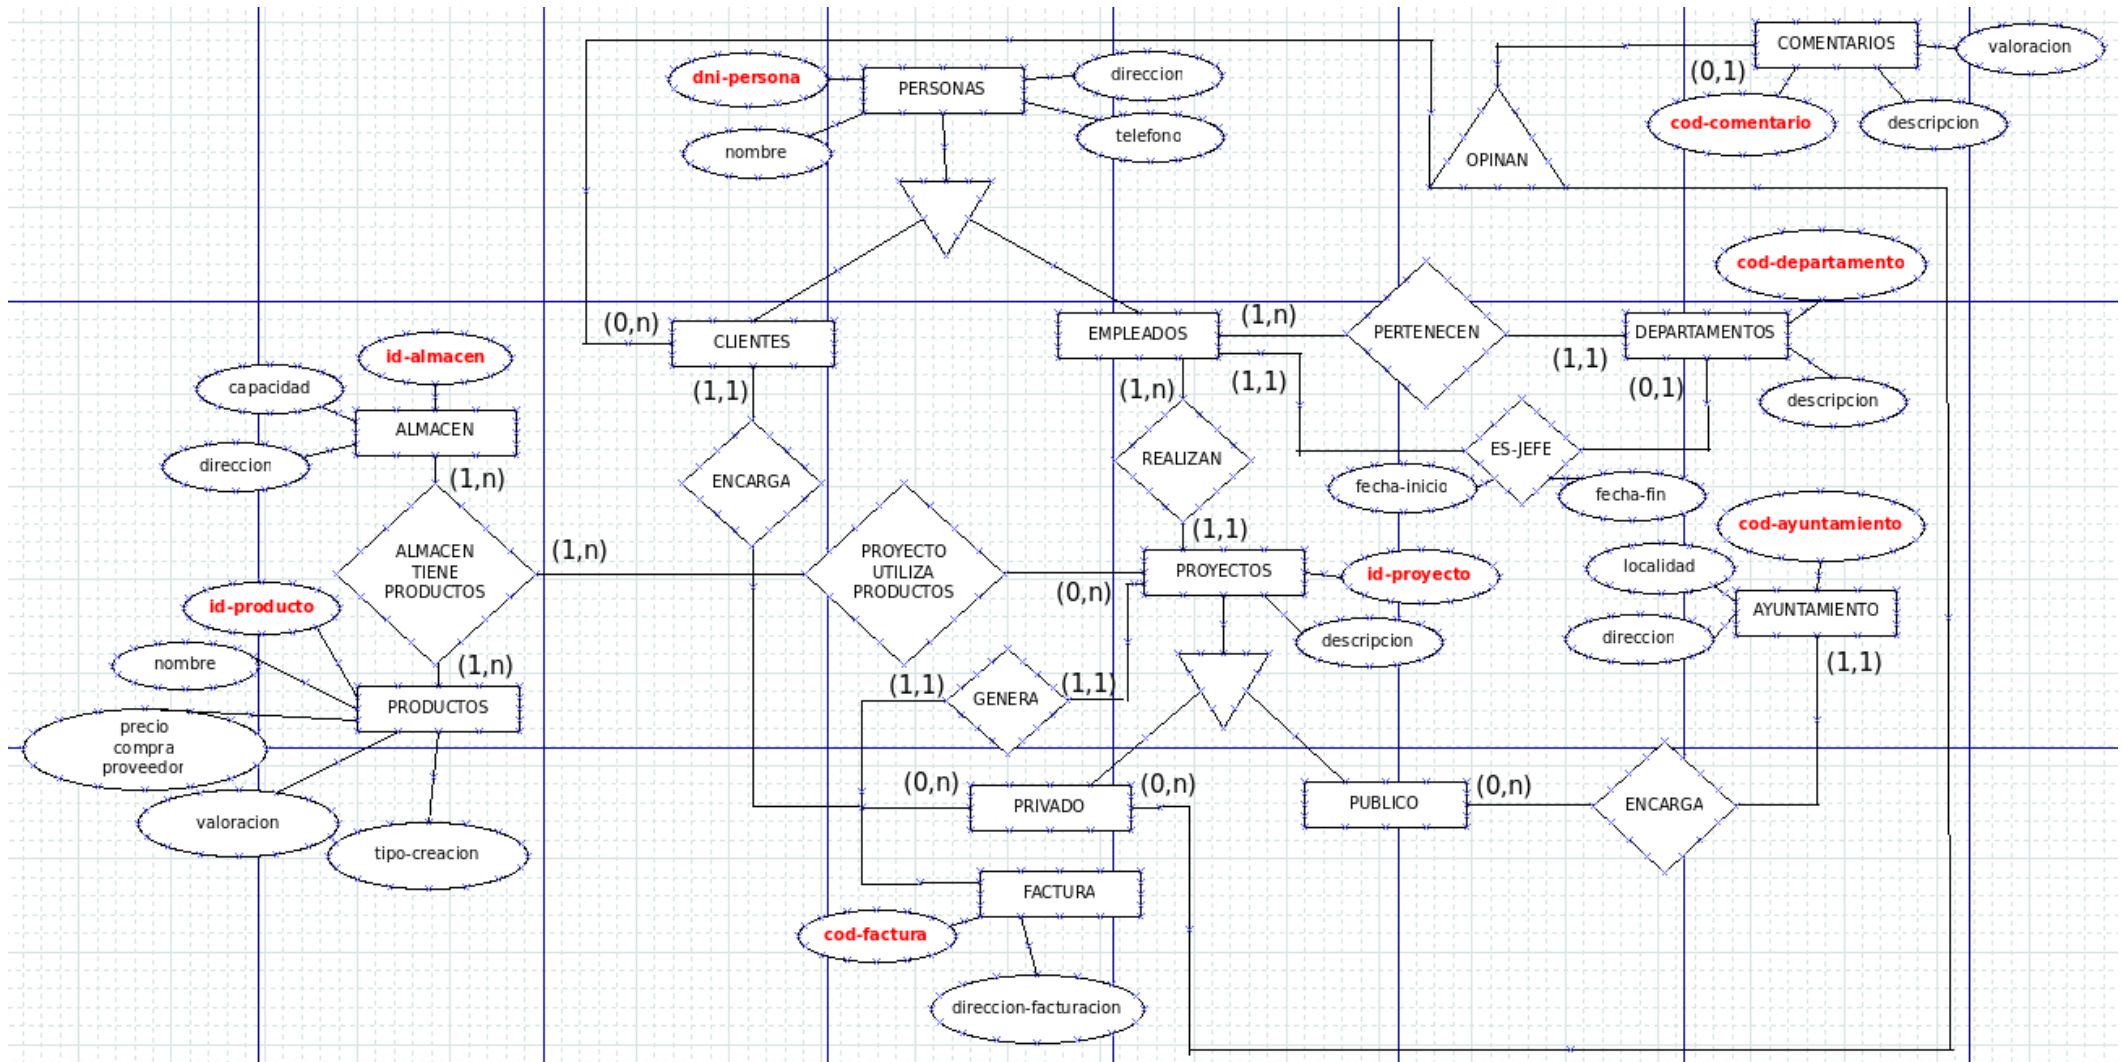 COMENTARIOS
valoracion
(0,1)
cod-comentario
descripcion
OPINAN
dni-persona
PERSONAS
direccion
nombre
telefono
cod-departamento
(0,n)
CLIENTES
(1,1)
EMPLEADOS
(1,n)
PERTENECEN
(1,1)
DEPARTAMENTOS
(0,1)
descripcion
(1,n)
(1,1)
ES-JEFE
fecha-inicio
fecha-fin
id-almacen
capacidad
ALMACEN
direccion
(1,n)
ENCARGA
REALIZAN
(1,1)
cod-ayuntamiento
localidad
AYUNTAMIENTO
direccion
(1,1)
ALMACEN
TIENE
PRODUCTOS
(1,n)
PROYECTO
UTILIZA
PRODUCTOS
(0,n)
PROYECTOS
id-proyecto
descripcion
id-producto
nombre
(1,n)
PRODUCTOS
precio
compra
proveedor
valoracion
tipo-creacion
(1,1)
GENERA
(1,1)
(0,n)
PRIVADO
(0,n)
PUBLICO
(0,n)
ENCARGA
FACTURA
cod-factura
direccion-facturacion